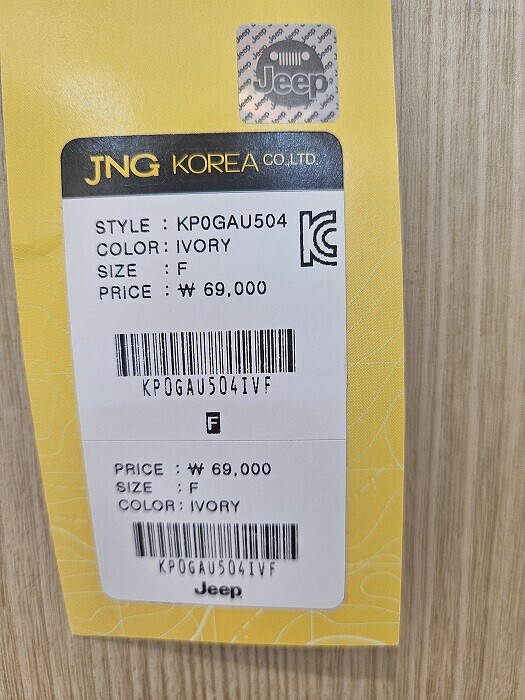 Jeep
JNG KOREA CO.,LTD.
STYLE : KP0GAU504
COLOR : IVORY
SIZE : F
PRICE : ₩ 69,000
KP0GAU504IVF
F
PRICE : ₩ 69,000
SIZE : F
COLOR : IVORY
KP0GAU504IVF
Jeep